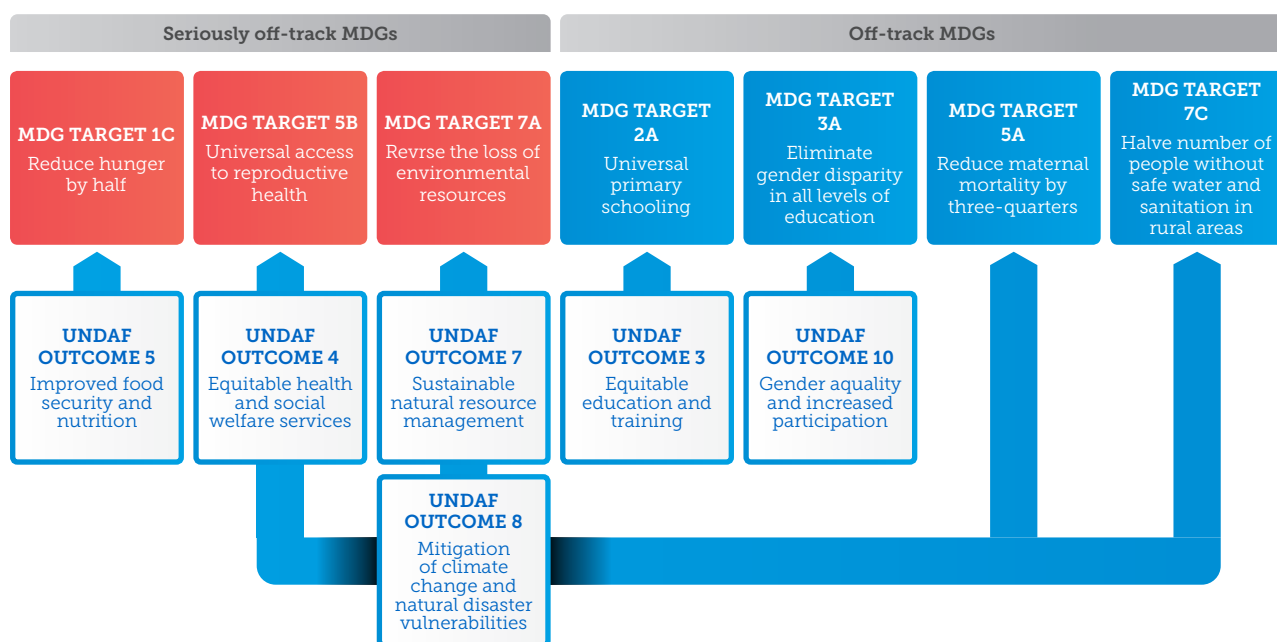 Seriously off-track MDGs
Off-track MDGs
MDG TARGET 1C
Reduce hunger
by half
MDG TARGET 5B
Universal access
to reproductive
health
MDG TARGET 7A
Revrse the loss of
environmental
resources
MDG TARGET
2A
Universal
primary
schooling
MDG TARGET
3A
Eliminate
gender disparity
in all levels of
education
MDG TARGET
5A
Reduce maternal
mortality by
three-quarters
MDG TARGET
7C
Halve number of
people without
safe water and
sanitation in
rural areas
UNDAF
OUTCOME 5
Improved food
security and
nutrition
UNDAF
OUTCOME 4
Equitable health
and social
welfare services
UNDAF
OUTCOME 7
Sustainable
natural resource
management
UNDAF
OUTCOME 3
Equitable
education and
training
UNDAF
OUTCOME 10
Gender aquality
and increased
participation
UNDAF
OUTCOME 8
Mitigation
of climate
change and
natural disaster
vulnerabilities